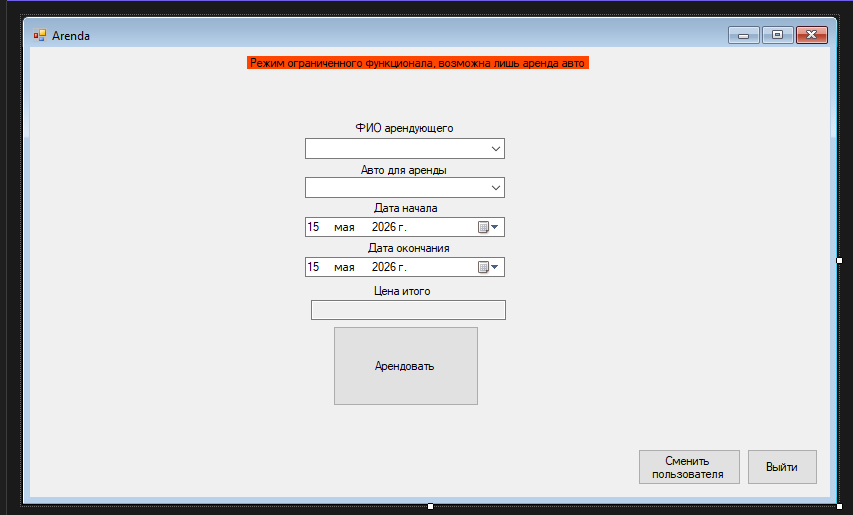 Arenda
Режим ограниченного функционала, возможна лишь аренда авто
ФИО арендующего
Авто для аренды
Дата начала
15 мая 2026 г.
Дата окончания
15 мая 2026 г.
Цена итого
Арендовать
Сменить
пользователя
Выйти